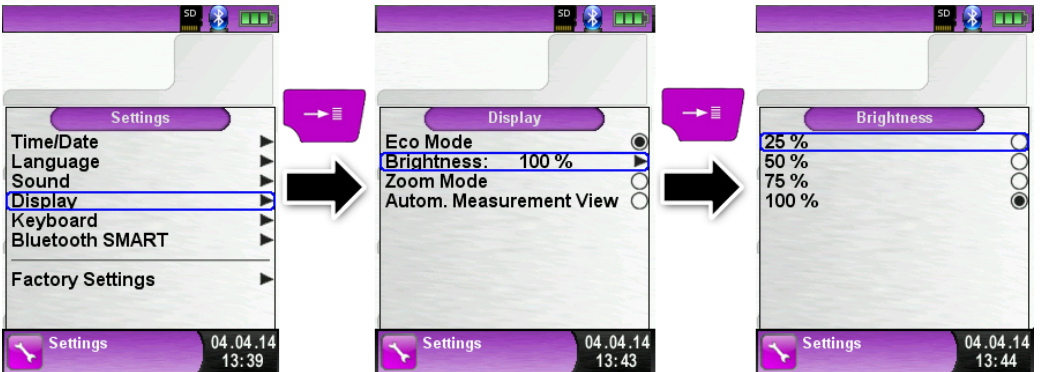 SD
Settings
Time/Date
Language
Sound
Display
Keyboard
Bluetooth SMART
Factory Settings
Settings
04.04.14
13:39
SD
Display
Eco Mode
Brightness: 100 %
Zoom Mode
Autom. Measurement View
Settings
04.04.14
13:43
SD
Brightness
25 %
50 %
75 %
100 %
Settings
04.04.14
13:44